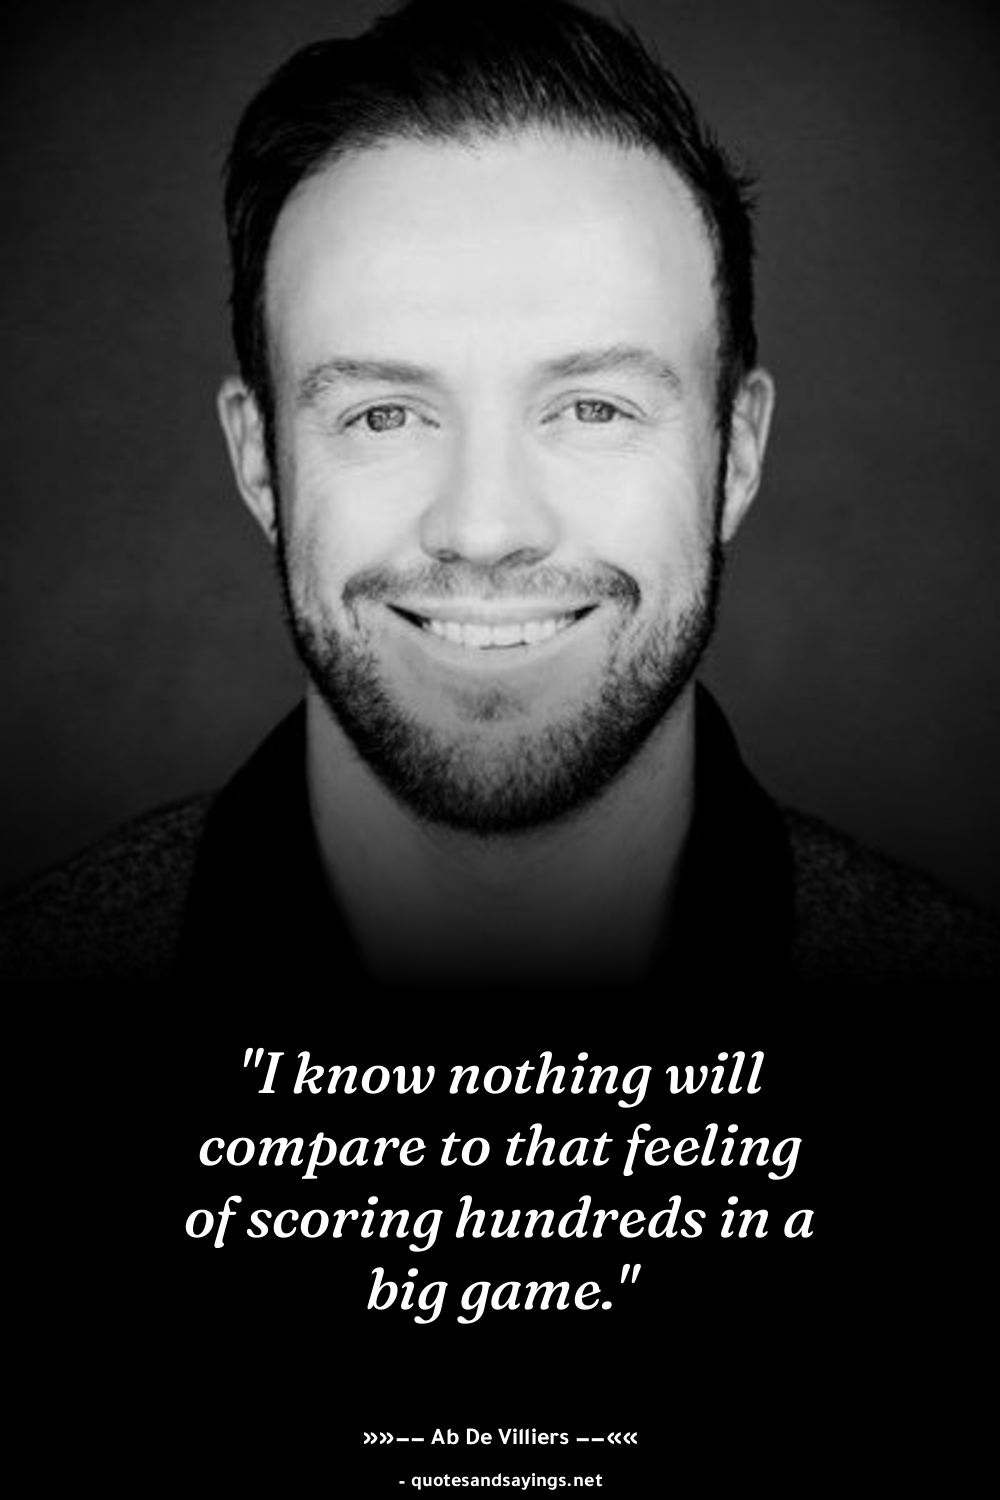 "I know nothing will
compare to that feeling
of scoring hundreds in a
big game."
»»–– Ab De Villiers ––««
- quotesandsayings.net